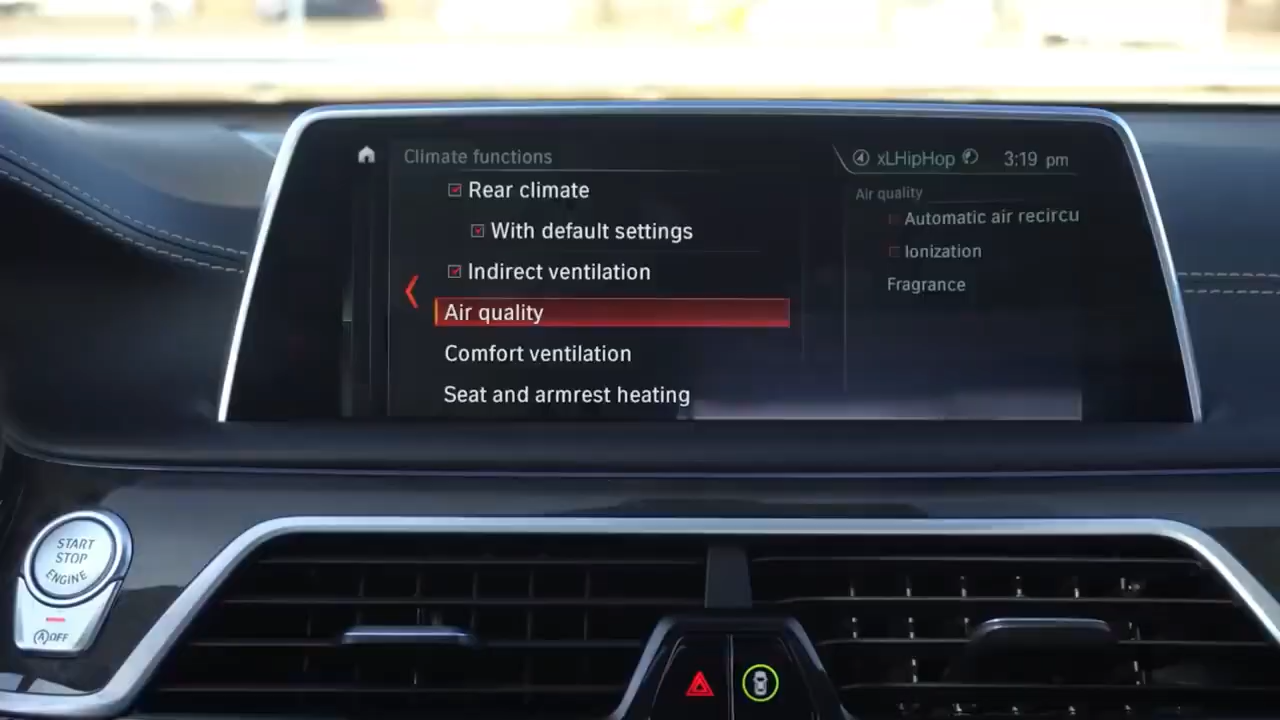 Climate functions
xLHipHop
3:19 pm
Rear climate
With default settings
Indirect ventilation
Air quality
Comfort ventilation
Seat and armrest heating
Air quality
Automatic air recircu
Ionization
Fragrance
START
STOP
ENGINE
A OFF